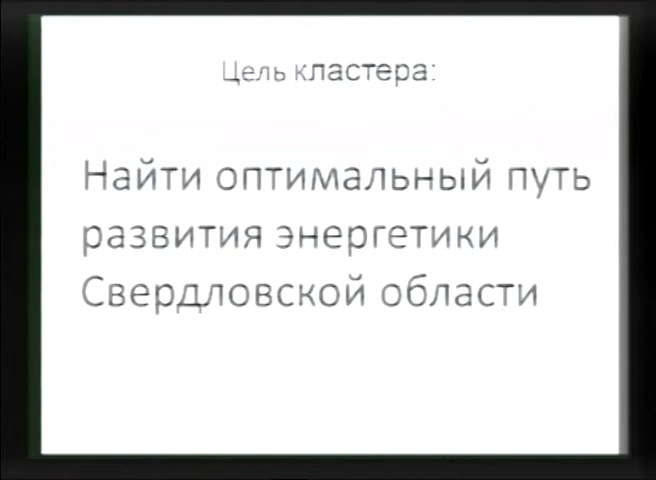 Цель кластера:
Найти оптимальный путь
развития энергетики
Свердловской области